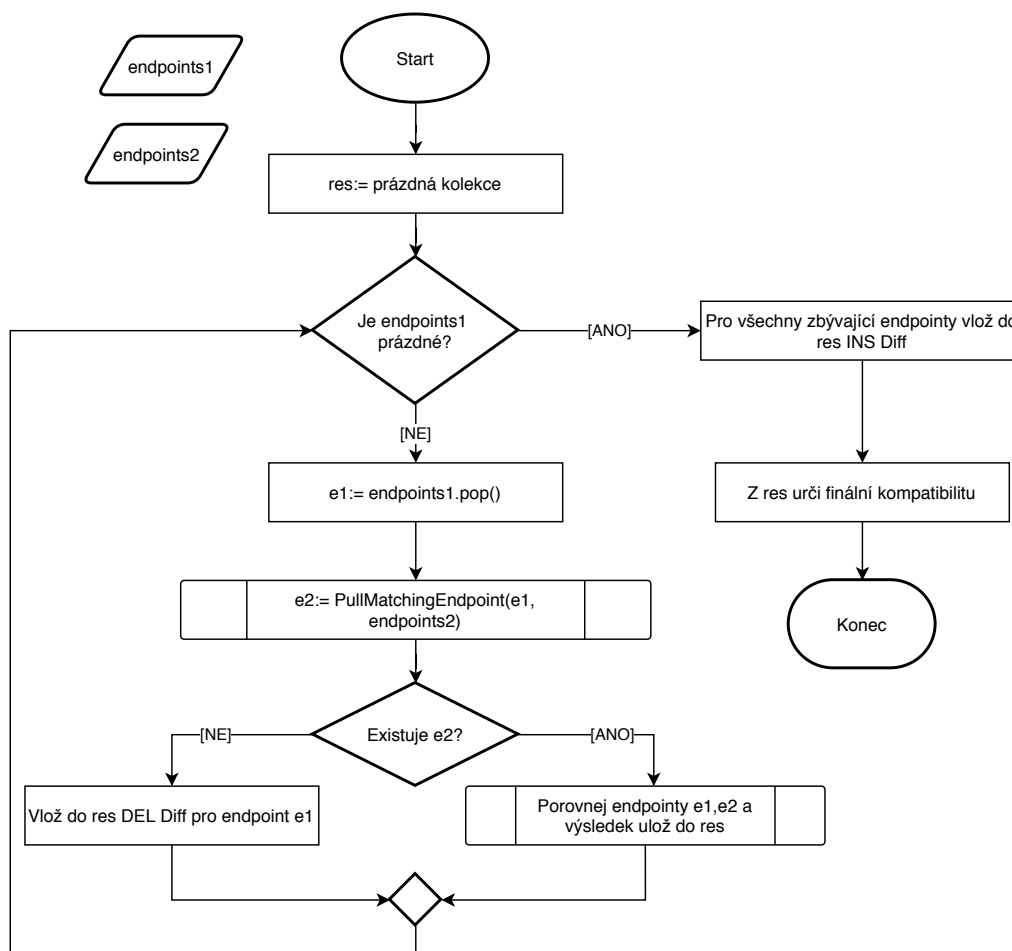 endpoints1
endpoints2
Start
res:= prázdná kolekce
Je endpoints1
prázdné?
[ANO]
Pro všechny zbývající endpointy vlož do
res INS Diff
[NE]
e1:= endpoints1.pop()
Z res urči finální kompatibilitu
e2:= PullMatchingEndpoint(e1,
endpoints2)
Konec
Existuje e2?
[NE]
[ANO]
Vlož do res DEL Diff pro endpoint e1
Porovnej endpointy e1,e2 a
výsledek ulož do res